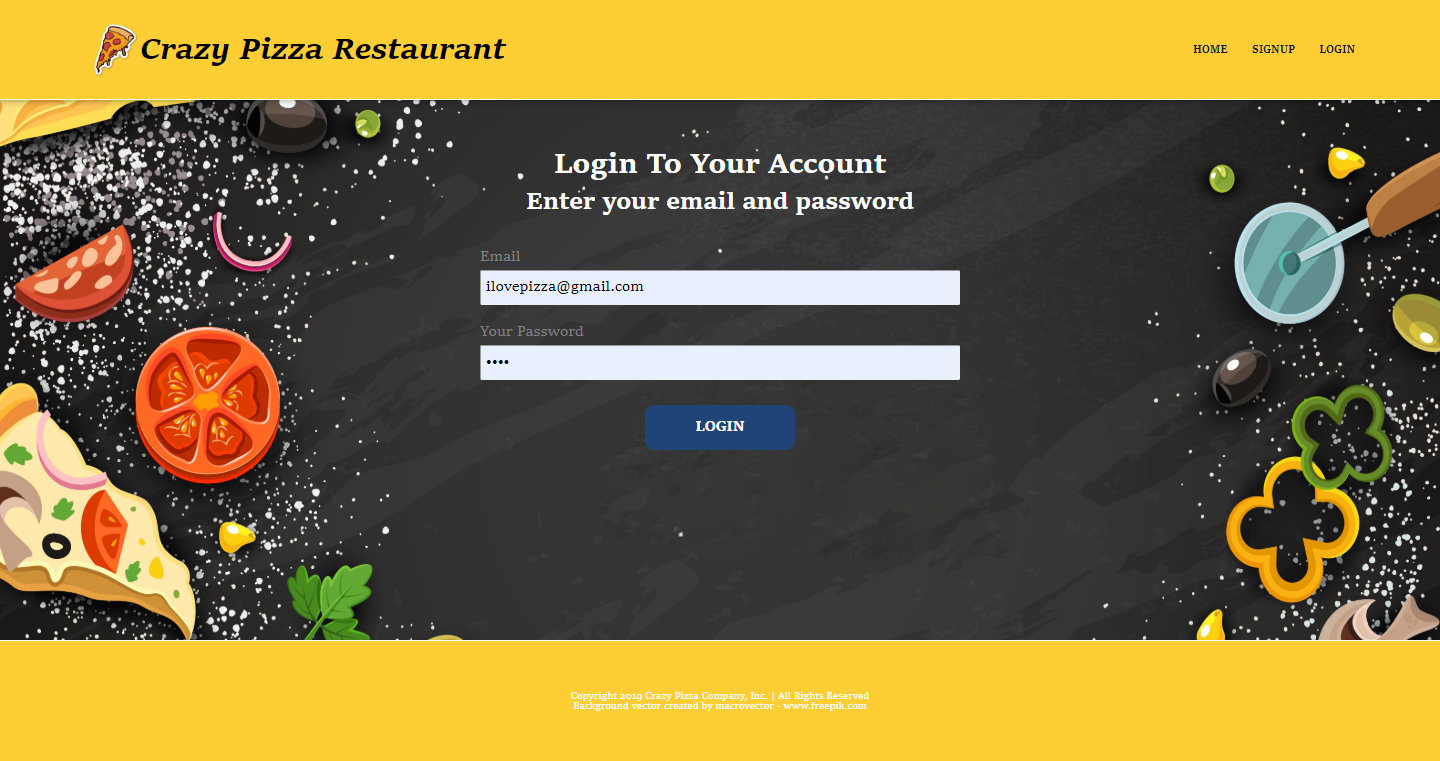 Crazy Pizza Restaurant
HOME SIGNUP LOGIN
Login To Your Account
Enter your email and password
Email
ilovepizza@gmail.com
Your Password
••••
LOGIN
Copyright 2019 Crazy Pizza Company, Inc. | All Rights Reserved
Background vector created by macrovector - www.freepik.com